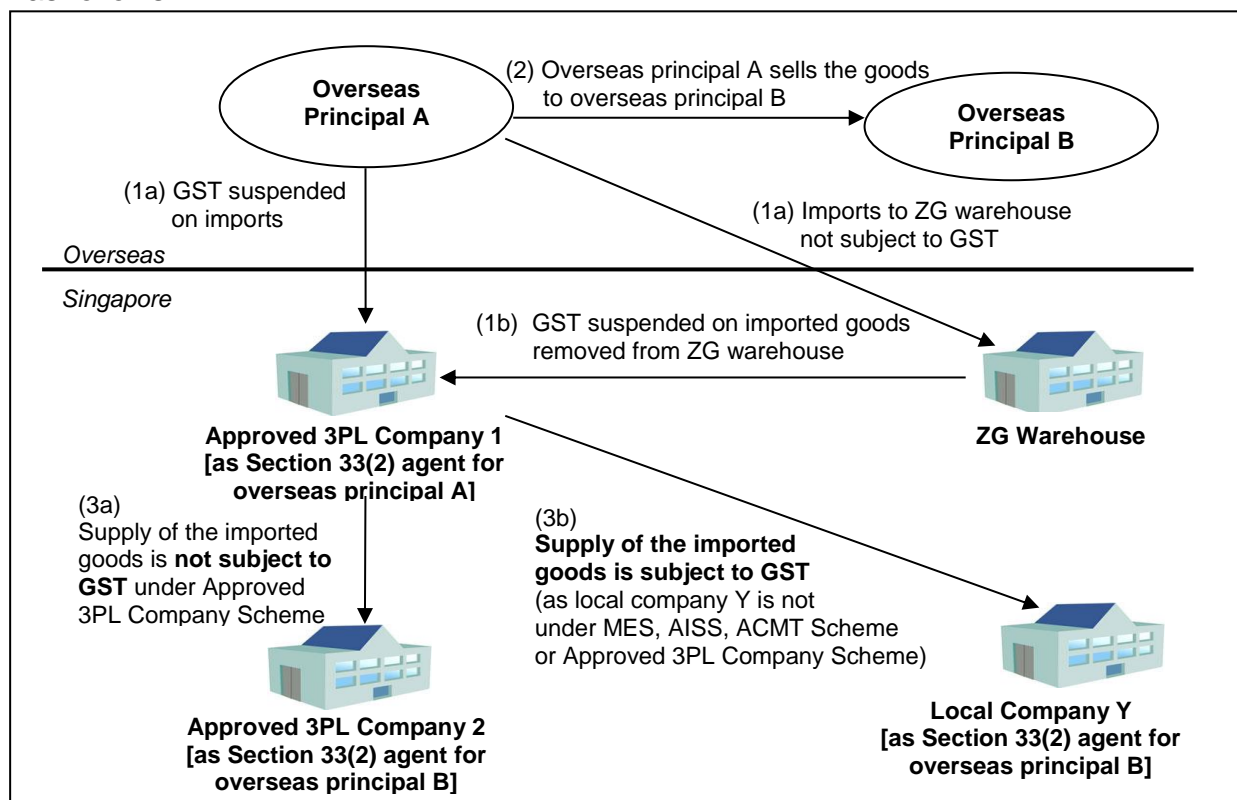 Overseas
Principal A
(2) Overseas principal A sells the goods
to overseas principal B
Overseas
Principal B
(1a) GST suspended
on imports
(1a) Imports to ZG warehouse
not subject to GST
Overseas
Singapore
(1b) GST suspended on imported goods
removed from ZG warehouse
Approved 3PL Company 1
[as Section 33(2) agent for
overseas principal A]
ZG Warehouse
(3a)
Supply of the imported
goods is not subject to
GST under Approved
3PL Company Scheme
(3b)
Supply of the imported
goods is subject to GST
(as local company Y is not
under MES, AISS, ACMT Scheme
or Approved 3PL Company Scheme)
Approved 3PL Company 2
[as Section 33(2) agent for
overseas principal B]
Local Company Y
[as Section 33(2) agent for
overseas principal B]